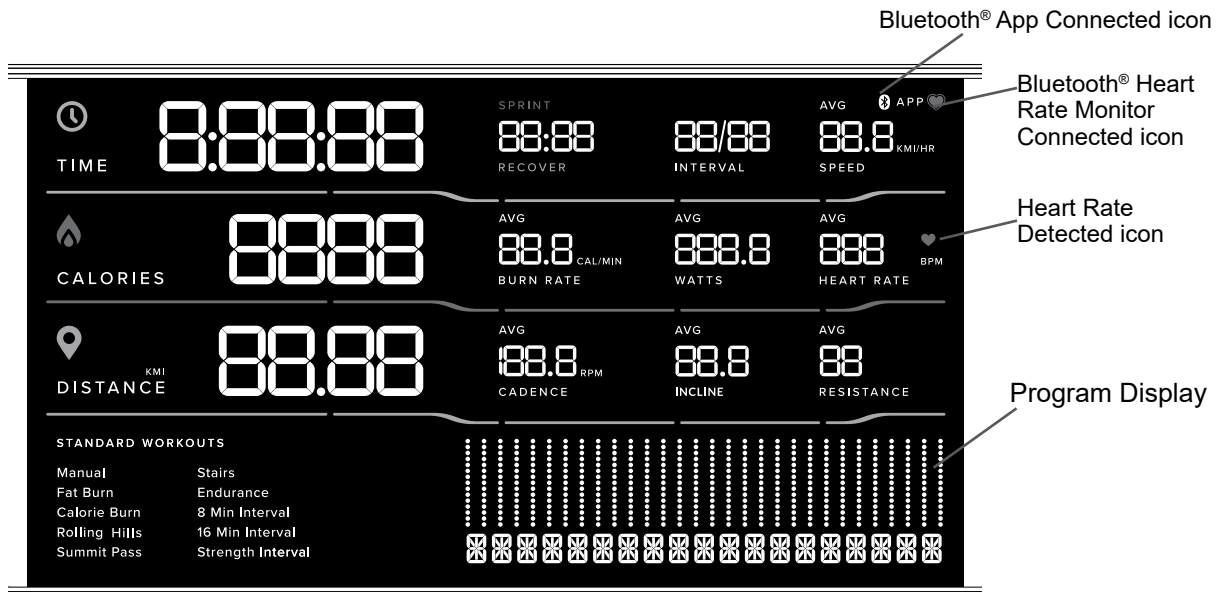 Bluetooth® App Connected icon
Bluetooth® Heart
Rate Monitor
Connected icon
Heart Rate
Detected icon
Program Display
TIME
8:88:88
SPRINT
88:88
RECOVER
88/88
INTERVAL
AVG
APP
88.8 KMI/HR
SPEED
CALORIES
8888
AVG
88.8 CAL/MIN
BURN RATE
AVG
888.8
WATTS
AVG
888
BPM
HEART RATE
KMI
DISTANCE
88.88
AVG
188.8 RPM
CADENCE
AVG
88.8
INCLINE
AVG
88
RESISTANCE
STANDARD WORKOUTS
Manual
Fat Burn
Calorie Burn
Rolling Hills
Summit Pass
Stairs
Endurance
8 Min Interval
16 Min Interval
Strength Interval